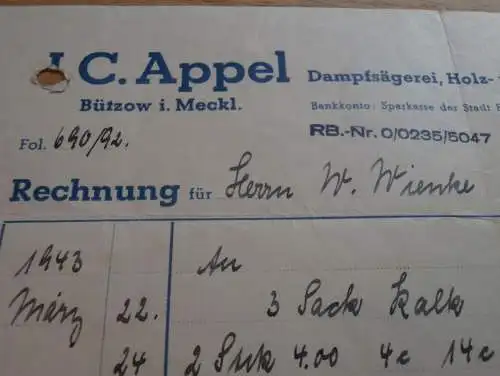 J. C. Appel
Bützow i. Meckl.
Dampfsägerei, Holz-
Bankkonto: Sparkasse der Stadt
RB.-Nr. 0/0235/5047
Fol. 690/92.
Rechnung für Herrn W. Wienke
1943 An
März 22. 3 Sack Kalk
24 2 Stck 4.00 4c 14c